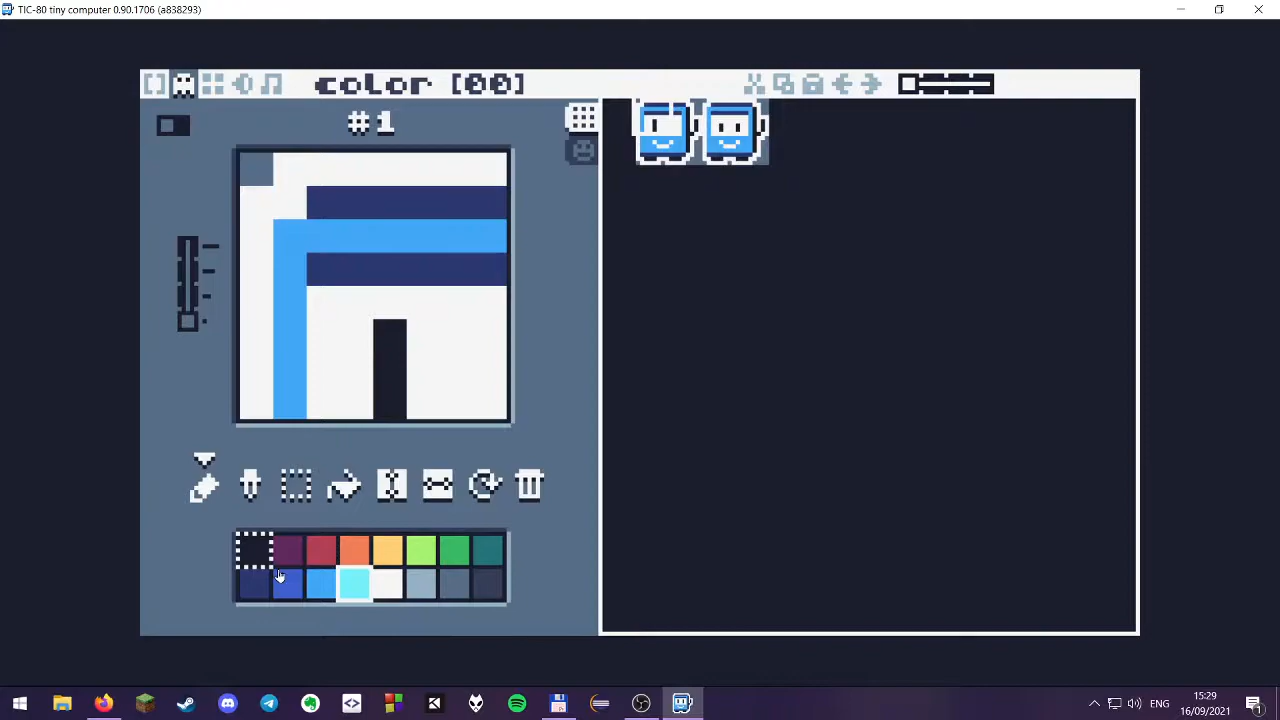 TIC-80 tiny computer 0.90.1706 (a838293)
color [00]
#1
ENG
15:29
16/09/2021